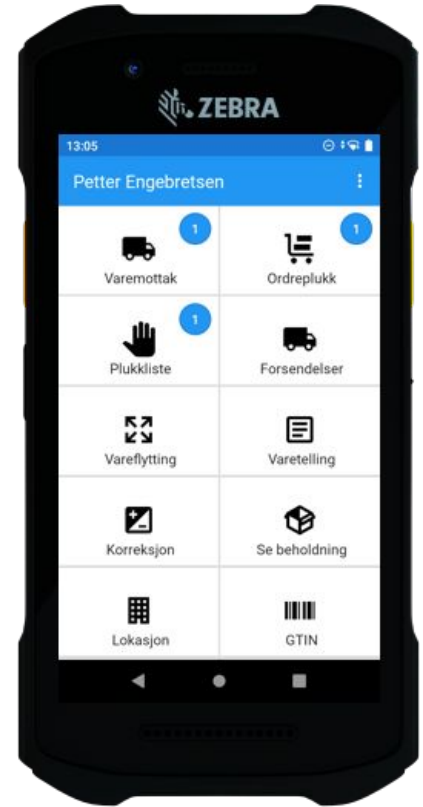 ZEBRA
13:05
Petter Engebretsen
1
1
Varemottak
Ordreplukk
1
Plukkliste
Forsendelser
Vareflytting
Varetelling
Korreksjon
Se beholdning
Lokasjon
GTIN